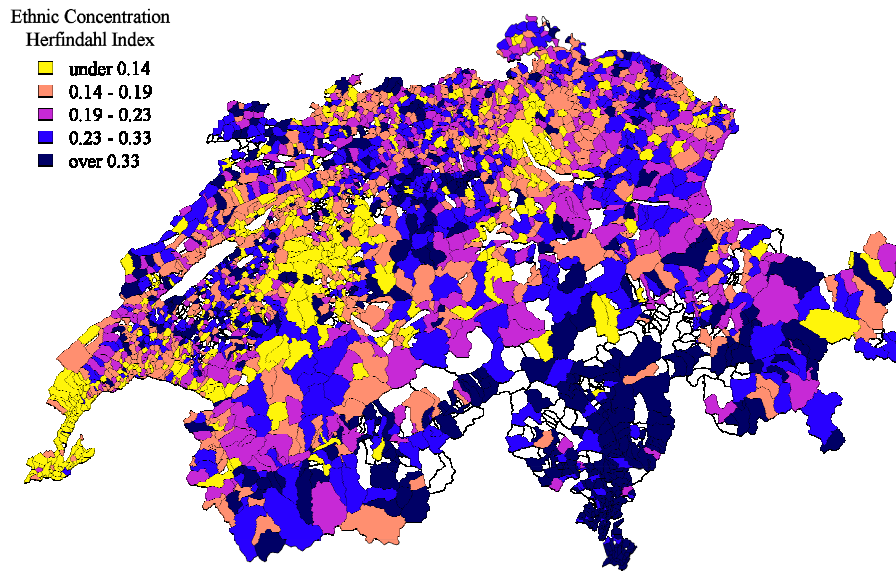 Ethnic Concentration
Herfindahl Index
under 0.14
0.14 - 0.19
0.19 - 0.23
0.23 - 0.33
over 0.33